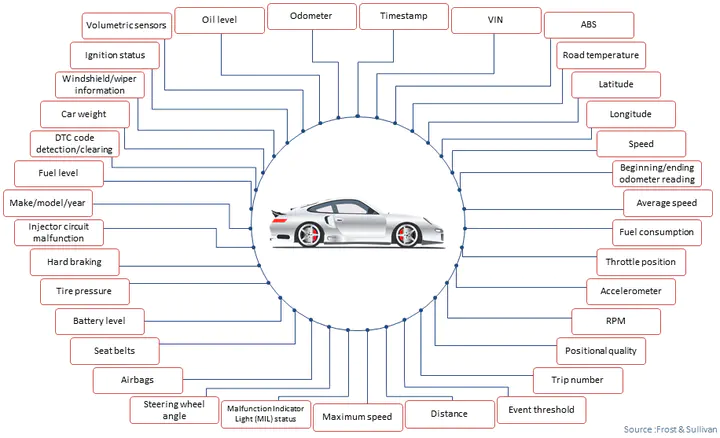 Volumetric sensors
Oil level
Odometer
Timestamp
VIN
ABS
Ignition status
Road temperature
Windshield/wiper
information
Latitude
Car weight
Longitude
DTC code
detection/clearing
Speed
Fuel level
Beginning/ending
odometer reading
Make/model/year
Average speed
Injector circuit
malfunction
Fuel consumption
Hard braking
Throttle position
Tire pressure
Accelerometer
Battery level
RPM
Seat belts
Positional quality
Airbags
Trip number
Steering wheel
angle
Malfunction Indicator
Light (MIL) status
Maximum speed
Distance
Event threshold
Source :Frost & Sullivan